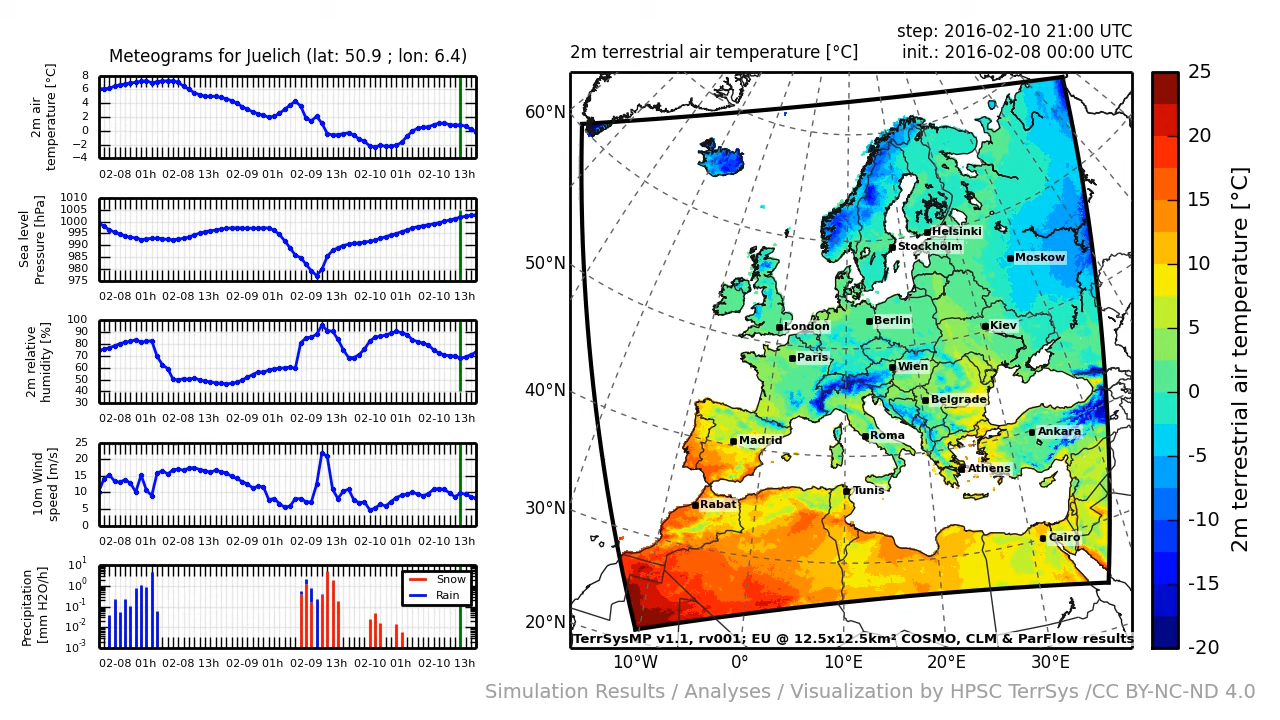 step: 2016-02-10 21:00 UTC
2m terrestrial air temperature [°C]
init.: 2016-02-08 00:00 UTC
Meteograms for Juelich (lat: 50.9 ; lon: 6.4)
2m air
temperature [°C]
8
6
4
2
0
−2
−4
02-08 01h 02-08 13h 02-09 01h 02-09 13h 02-10 01h 02-10 13h
Sea level
Pressure [hPa]
1010
1005
1000
995
990
985
980
975
02-08 01h 02-08 13h 02-09 01h 02-09 13h 02-10 01h 02-10 13h
2m relative
humidity [%]
100
90
80
70
60
50
40
30
02-08 01h 02-08 13h 02-09 01h 02-09 13h 02-10 01h 02-10 13h
10m Wind
speed [m/s]
25
20
15
10
5
0
02-08 01h 02-08 13h 02-09 01h 02-09 13h 02-10 01h 02-10 13h
Precipitation
[mm H2O/h]
10¹
10⁰
10⁻¹
10⁻²
10⁻³
Snow
Rain
02-08 01h 02-08 13h 02-09 01h 02-09 13h 02-10 01h 02-10 13h
60°N
50°N
40°N
30°N
20°N
10°W 0° 10°E 20°E 30°E
Helsinki
Stockholm
Moskow
London
Berlin
Kiev
Paris
Wien
Belgrade
Madrid
Roma
Ankara
Athens
Tunis
Rabat
Cairo
TerrSysMP v1.1, rv001; EU @ 12.5x12.5km² COSMO, CLM & ParFlow results
25
20
15
10
5
0
-5
-10
-15
-20
2m terrestrial air temperature [°C]
Simulation Results / Analyses / Visualization by HPSC TerrSys /CC BY-NC-ND 4.0